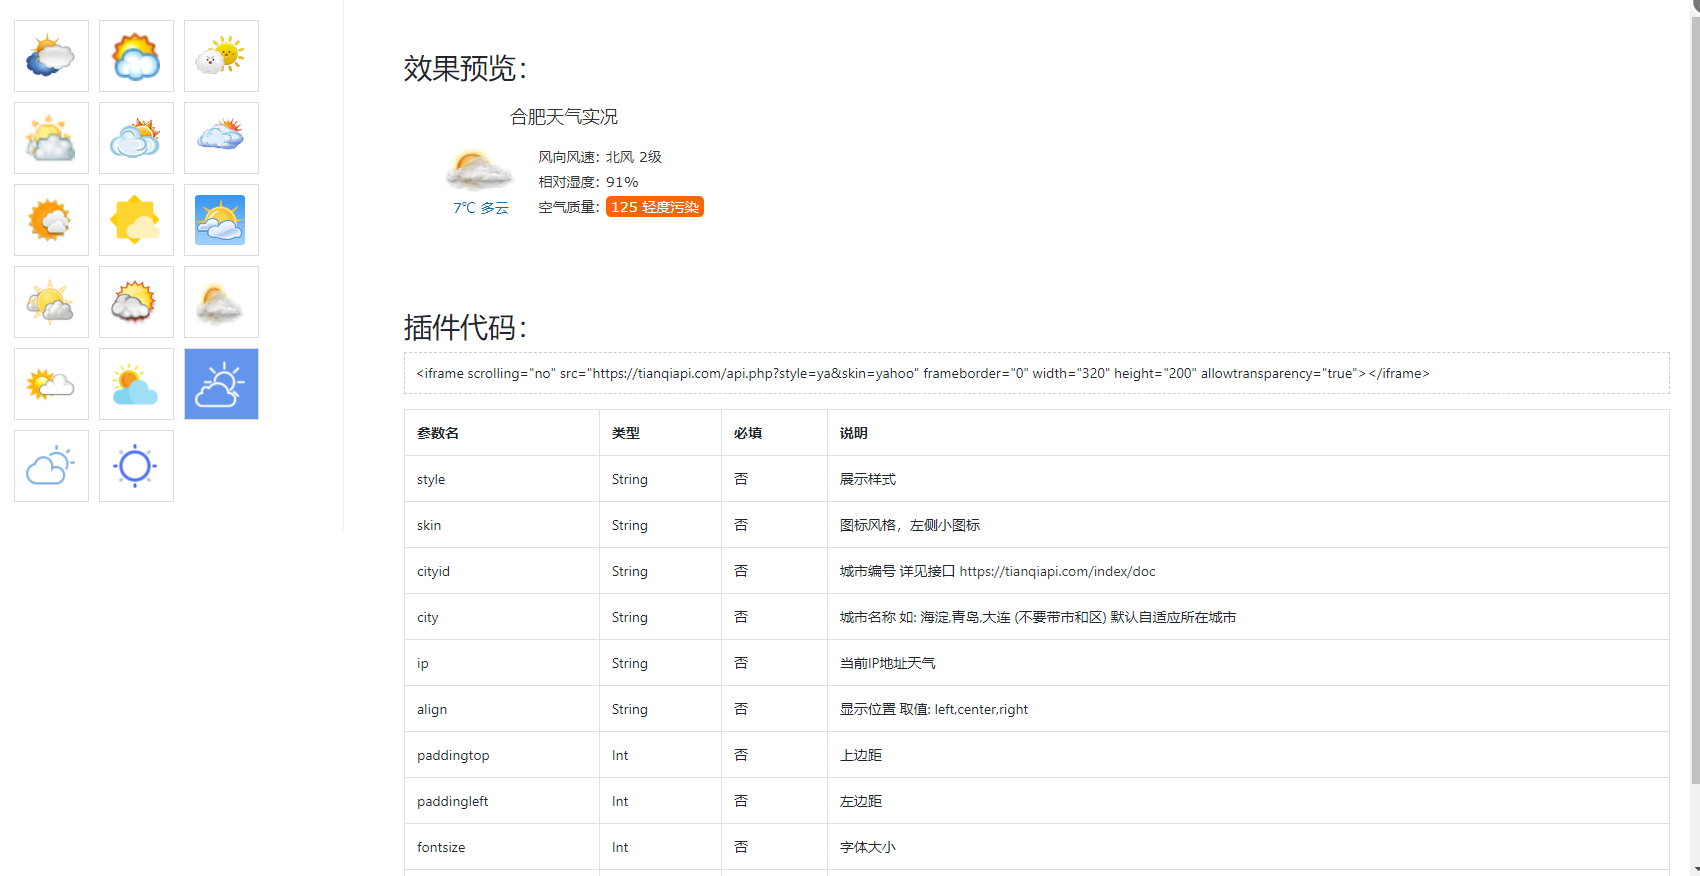 效果预览：
合肥天气实况
风向风速：北风 2级
相对湿度：91%
7℃ 多云
空气质量：125 轻度污染
插件代码：
<iframe scrolling="no" src="https://tianqiapi.com/api.php?style=ya&skin=yahoo" frameborder="0" width="320" height="200" allowtransparency="true"></iframe>
参数名 类型 必填 说明
style String 否 展示样式
skin String 否 图标风格，左侧小图标
cityid String 否 城市编号 详见接口 https://tianqiapi.com/index/doc
city String 否 城市名称 如: 海淀,青岛,大连 (不要带市和区) 默认自适应所在城市
ip String 否 当前IP地址天气
align String 否 显示位置 取值: left,center,right
paddingtop Int 否 上边距
paddingleft Int 否 左边距
fontsize Int 否 字体大小